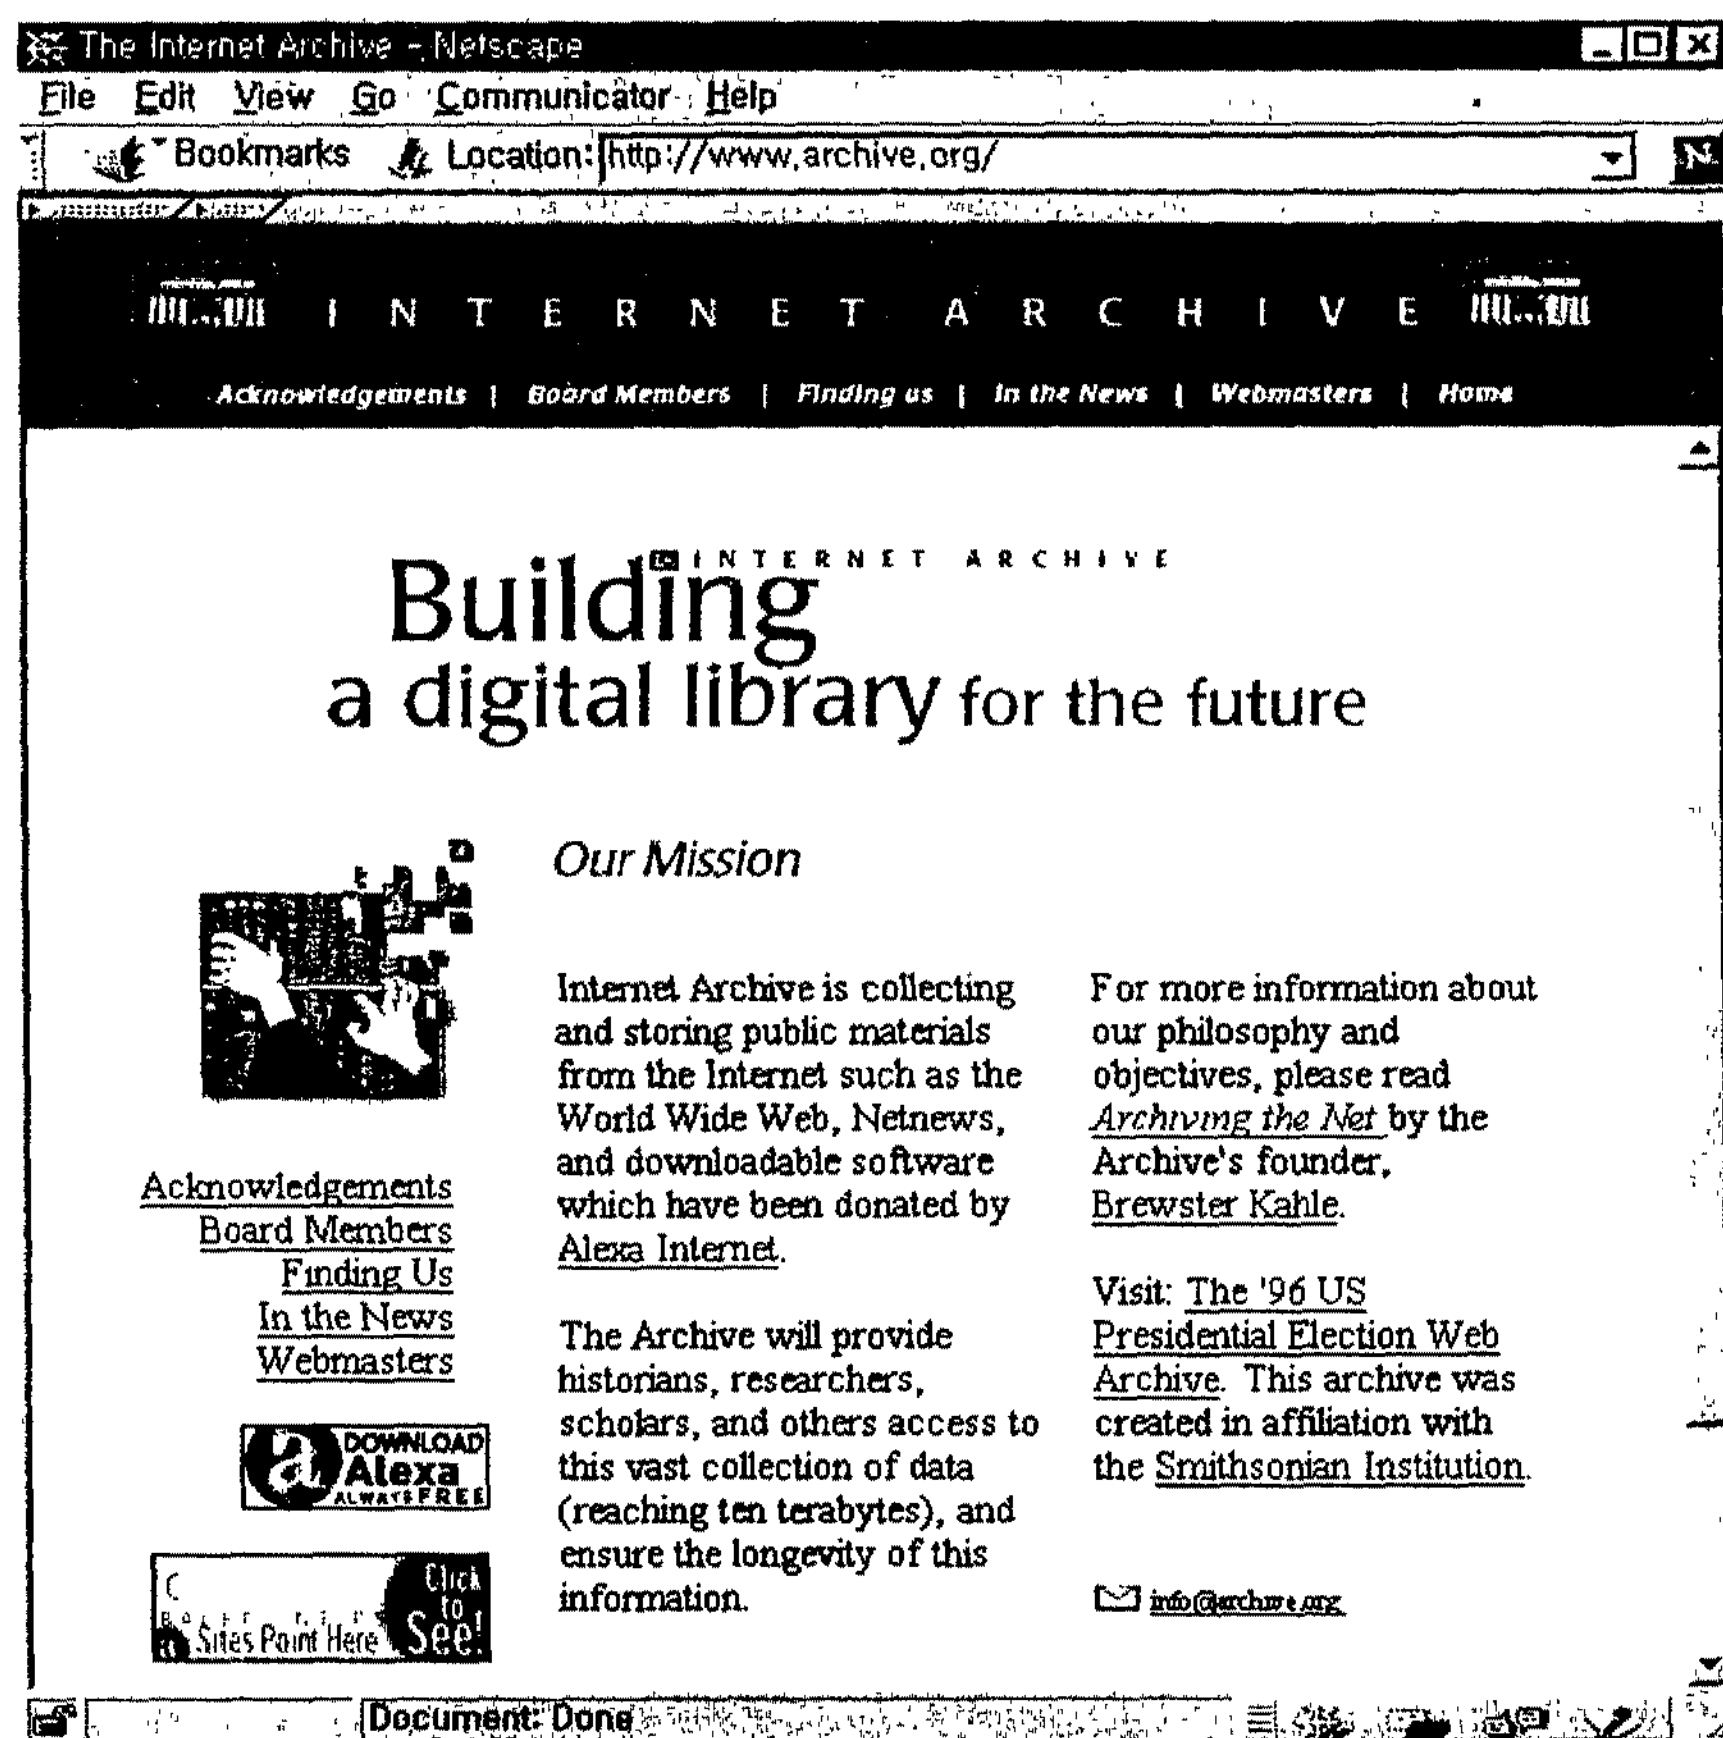 The Internet Archive - Netscape
File Edit View Go Communicator Help
Bookmarks Location: http://www.archive.org/
INTERNET ARCHIVE
Acknowledgements | Board Members | Finding us | In the News | Webmasters | Home
INTERNET ARCHIVE
Building
a digital library for the future
Our Mission
Internet Archive is collecting
and storing public materials
from the Internet such as the
World Wide Web, Netnews,
and downloadable software
which have been donated by
Alexa Internet.
The Archive will provide
historians, researchers,
scholars, and others access to
this vast collection of data
(reaching ten terabytes), and
ensure the longevity of this
information.
For more information about
our philosophy and
objectives, please read
Archiving the Net by the
Archive's founder,
Brewster Kahle.
Visit: The '96 US
Presidential Election Web
Archive. This archive was
created in affiliation with
the Smithsonian Institution.
info@archive.org
Acknowledgements
Board Members
Finding Us
In the News
Webmasters
DOWNLOAD
Alexa
ALWAYS FREE
Sites Point Here
Click
to
See!
Document: Done